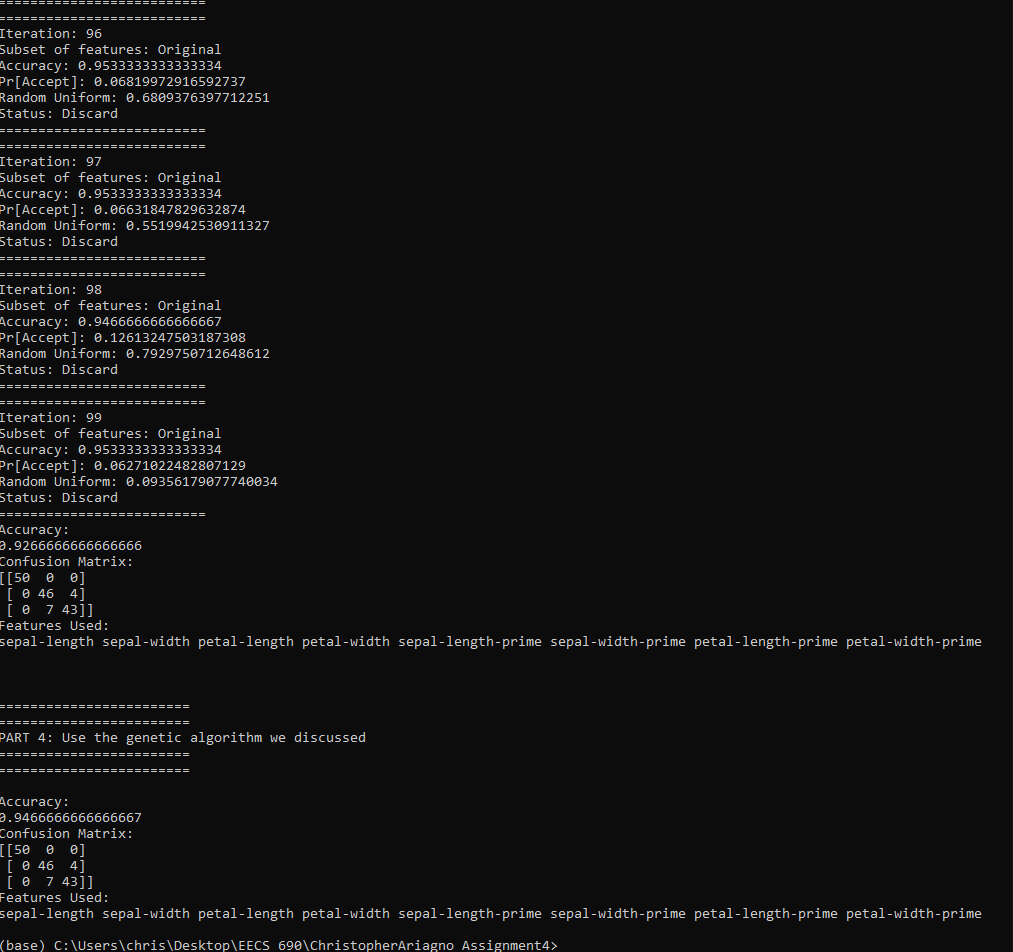 ==========================
==========================
Iteration: 96
Subset of features: Original
Accuracy: 0.9533333333333334
Pr[Accept]: 0.06819972916592737
Random Uniform: 0.6809376397712251
Status: Discard
==========================
==========================
Iteration: 97
Subset of features: Original
Accuracy: 0.9533333333333334
Pr[Accept]: 0.06631847829632874
Random Uniform: 0.5519942530911327
Status: Discard
==========================
==========================
Iteration: 98
Subset of features: Original
Accuracy: 0.9466666666666667
Pr[Accept]: 0.12613247503187308
Random Uniform: 0.7929750712648612
Status: Discard
==========================
==========================
Iteration: 99
Subset of features: Original
Accuracy: 0.9533333333333334
Pr[Accept]: 0.06271022482807129
Random Uniform: 0.09356179077740034
Status: Discard
==========================
Accuracy:
0.9266666666666666
Confusion Matrix:
[[50  0  0]
 [ 0 46  4]
 [ 0  7 43]]
Features Used:
sepal-length sepal-width petal-length petal-width sepal-length-prime sepal-width-prime petal-length-prime petal-width-prime
========================
========================
PART 4: Use the genetic algorithm we discussed
========================
========================
Accuracy:
0.9466666666666667
Confusion Matrix:
[[50  0  0]
 [ 0 46  4]
 [ 0  7 43]]
Features Used:
sepal-length sepal-width petal-length petal-width sepal-length-prime sepal-width-prime petal-length-prime petal-width-prime
(base) C:\Users\chris\Desktop\EECS 690\ChristopherAriagno Assignment4>